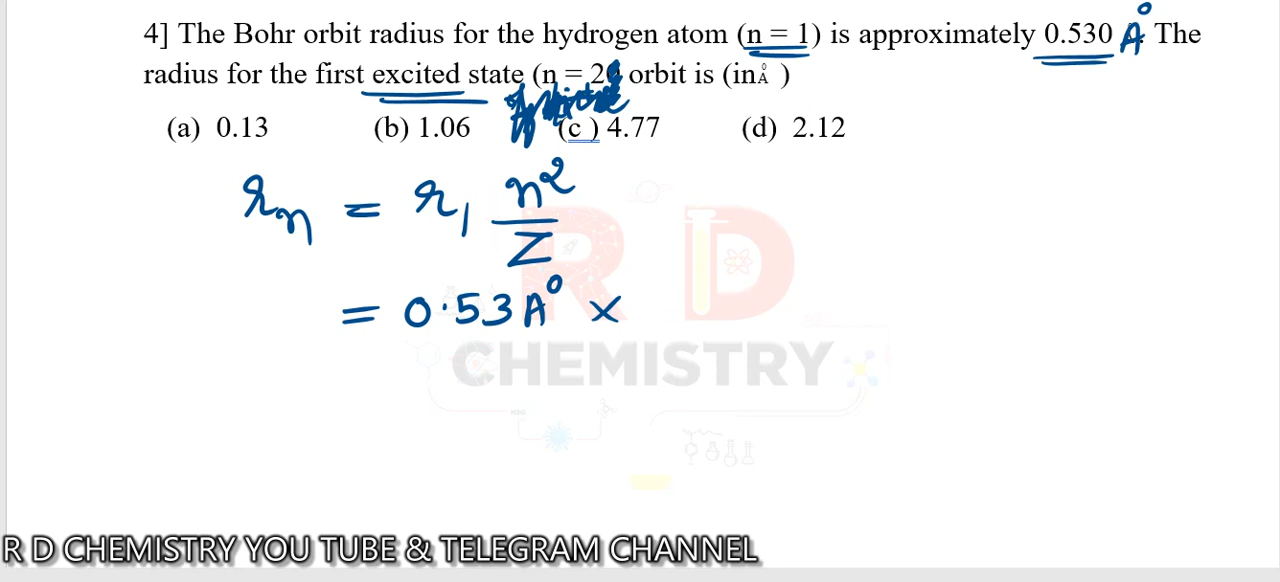 4] The Bohr orbit radius for the hydrogen atom (n = 1) is approximately 0.530 A° The
radius for the first excited state (n = 2 orbit is (in Å )
(a) 0.13 (b) 1.06 (c ) 4.77 (d) 2.12
rₙ = r₁ n²/Z
= 0.53 A° ×
R D
CHEMISTRY
R D CHEMISTRY YOU TUBE & TELEGRAM CHANNEL